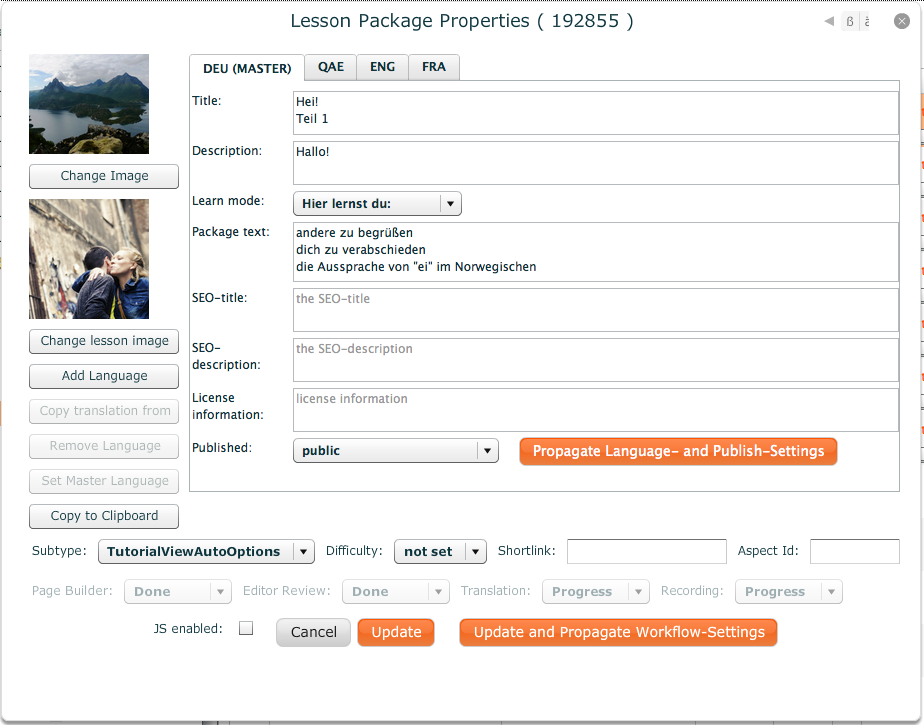 Lesson Package Properties ( 192855 )
DEU (MASTER) QAE ENG FRA
Title: Hei!
Teil 1
Change Image
Description: Hallo!
Learn mode: Hier lernst du:
Package text: andere zu begrüßen
dich zu verabschieden
die Aussprache von "ei" im Norwegischen
SEO-title: the SEO-title
Change lesson image
SEO-
description: the SEO-description
Add Language
License
information: license information
Copy translation from
Published: public Propagate Language- and Publish-Settings
Remove Language
Set Master Language
Copy to Clipboard
Subtype: TutorialViewAutoOptions Difficulty: not set Shortlink: Aspect Id:
Page Builder: Done Editor Review: Done Translation: Progress Recording: Progress
JS enabled: Cancel Update Update and Propagate Workflow-Settings